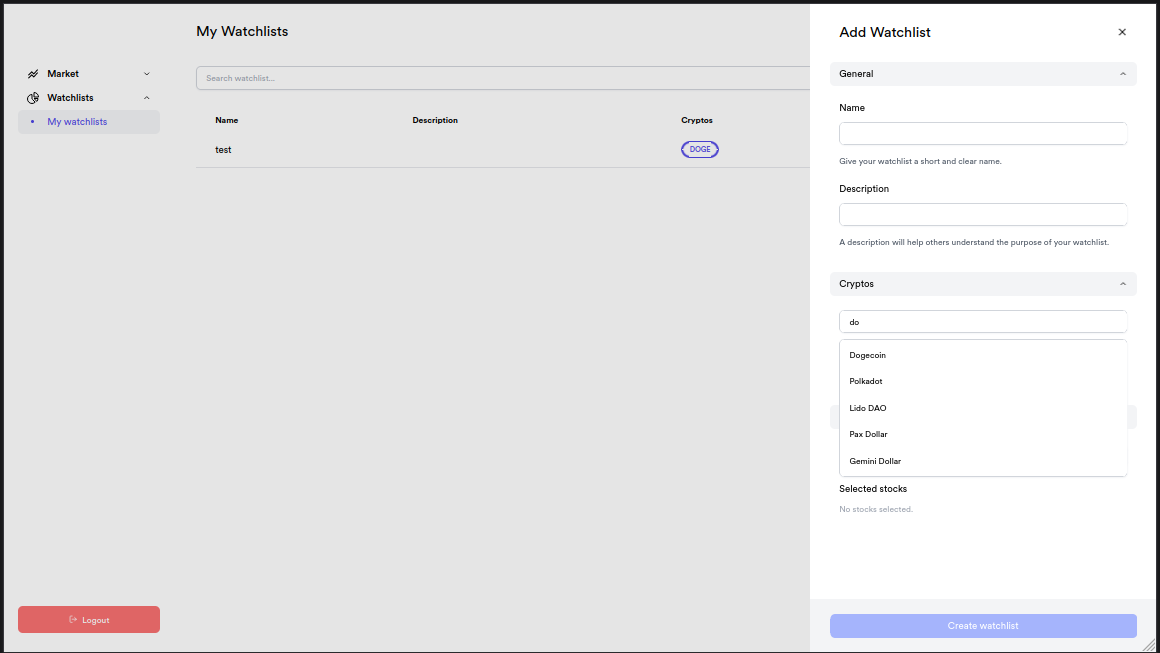 My Watchlists
Market
Watchlists
My watchlists
Search watchlist...
Name Description Cryptos
test DOGE
Logout
Add Watchlist
General
Name
Give your watchlist a short and clear name.
Description
A description will help others understand the purpose of your watchlist.
Cryptos
do
Dogecoin
Polkadot
Lido DAO
Pax Dollar
Gemini Dollar
Selected stocks
No stocks selected.
Create watchlist